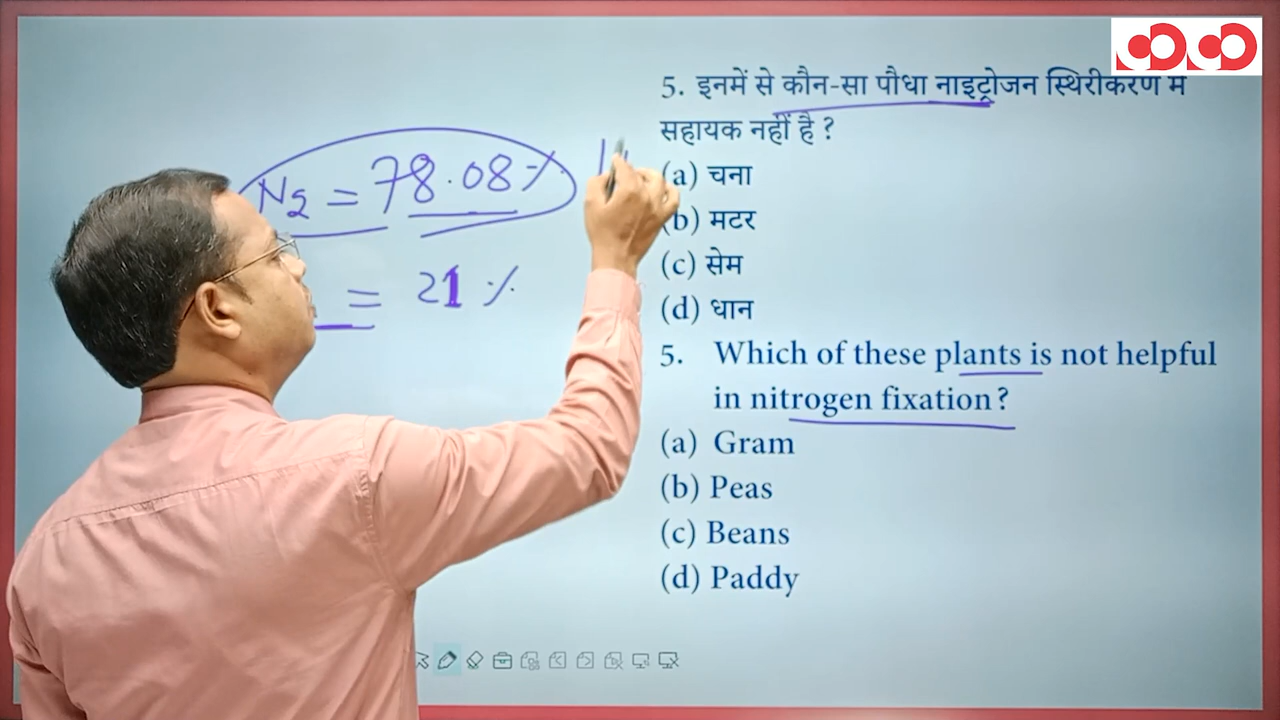 N2 = 78.08%
= 21%
5. इनमें से कौन-सा पौधा नाइट्रोजन स्थिरीकरण में
सहायक नहीं है ?
(a) चना
(b) मटर
(c) सेम
(d) धान
5. Which of these plants is not helpful
in nitrogen fixation?
(a) Gram
(b) Peas
(c) Beans
(d) Paddy